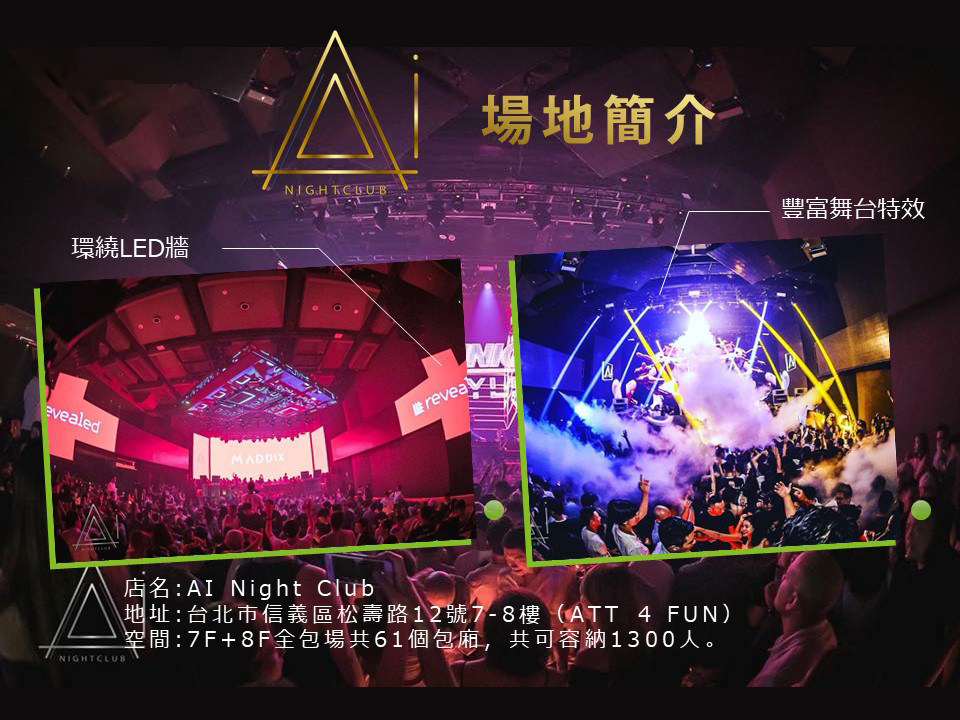 Ai
NIGHTCLUB
場地簡介
豐富舞台特效
環繞LED牆
revealed
MADDIX
revea
NIGHTCLUB
店名:AI Night Club
地址:台北市信義區松壽路12號7-8樓（ATT 4 FUN）
空間:7F+8F全包場共61個包廂，共可容納1300人。